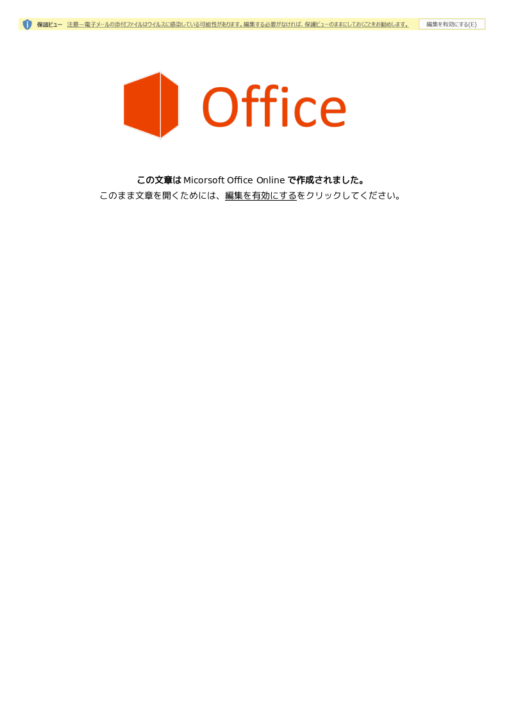 保護ビュー 注意－電子メールの添付ファイルはウイルスに感染している可能性があります。編集する必要がなければ、保護ビューのままにしておくことをお勧めします。 編集を有効にする(E)
Office
この文章は Micorsoft Office Online で作成されました。
このまま文章を開くためには、編集を有効にするをクリックしてください。